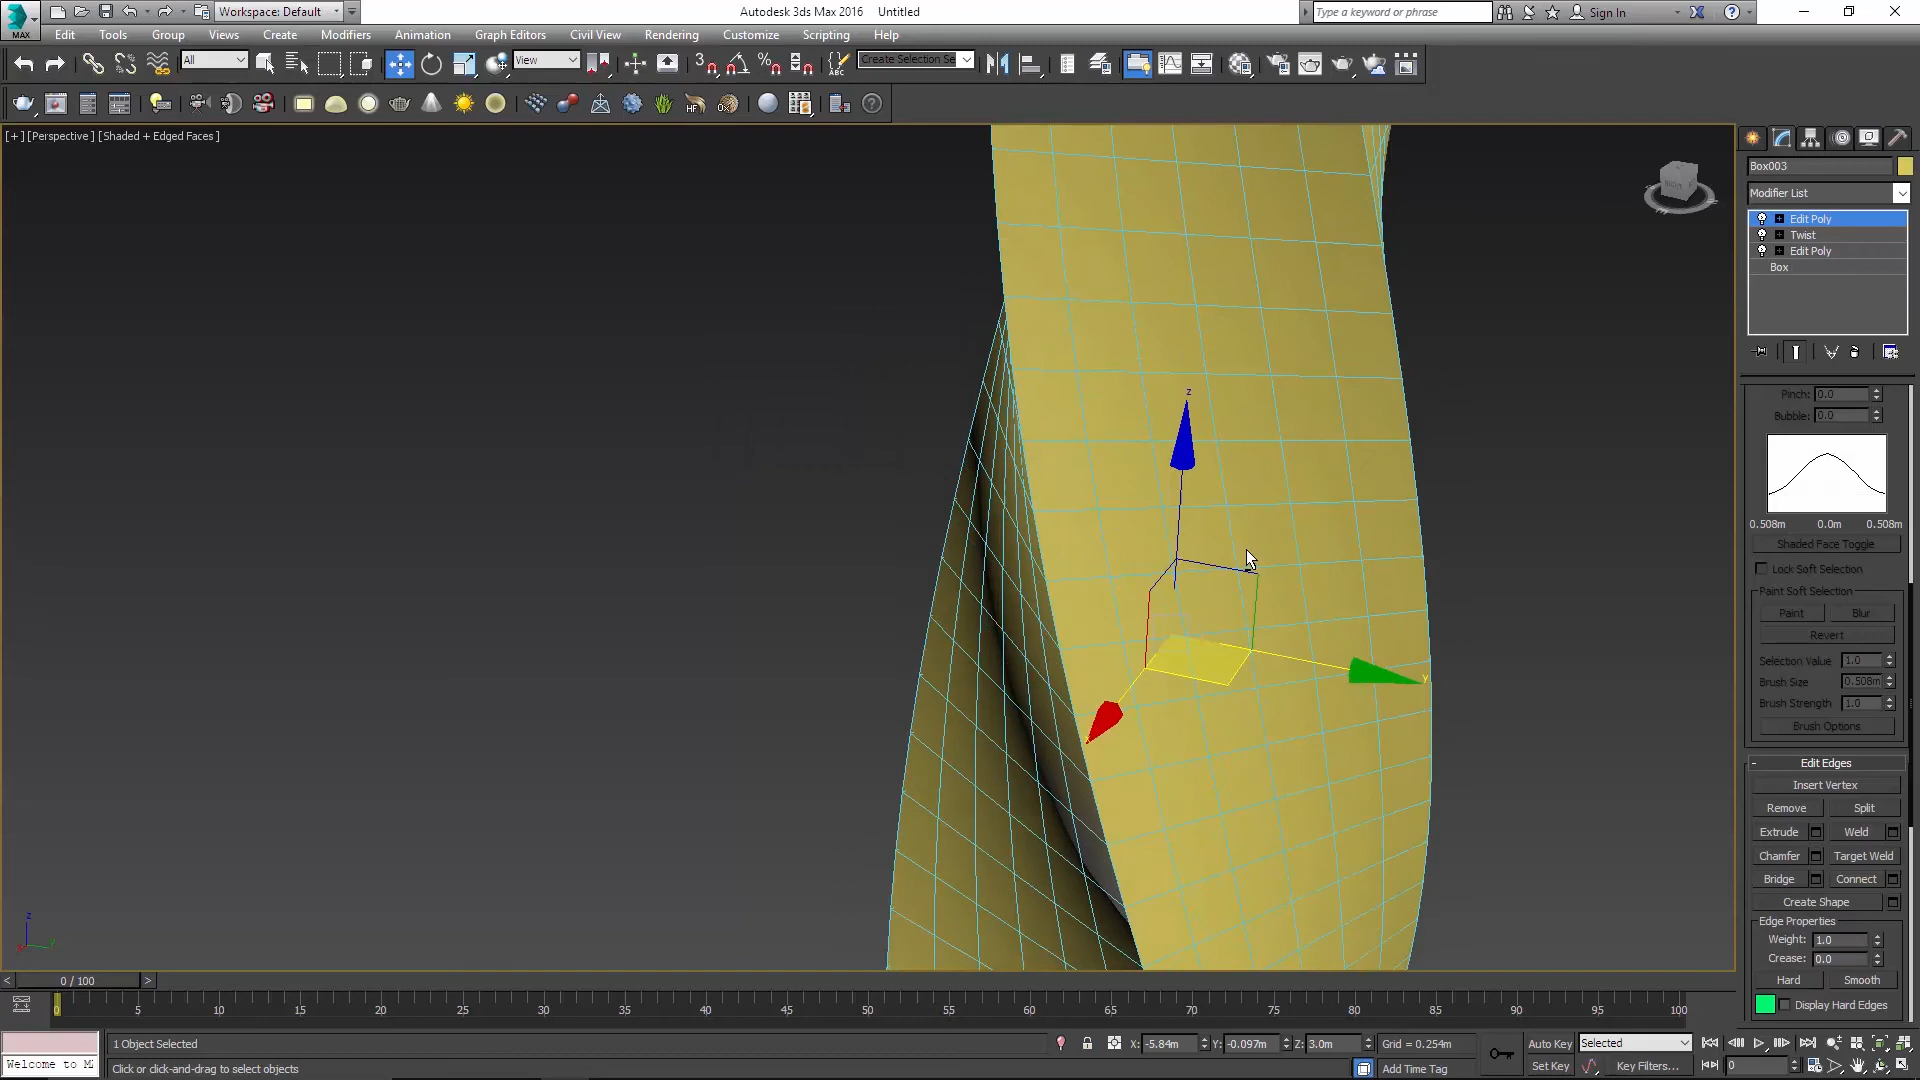 MAX
Workspace: Default
Autodesk 3ds Max 2016 Untitled
Type a keyword or phrase
Sign In
Edit Tools Group Views Create Modifiers Animation Graph Editors Civil View Rendering Customize Scripting Help
All
View
3
ABC
Create Selection Se
HF
[+] [Perspective] [Shaded + Edged Faces]
Box003
Modifier List
Edit Poly
Twist
Edit Poly
Box
Pinch: 0.0
Bubble: 0.0
0.508m 0.0m 0.508m
Shaded Face Toggle
Lock Soft Selection
Paint Soft Selection
Paint Blur
Revert
Selection Value 1.0
Brush Size 0.508m
Brush Strength 1.0
Brush Options
- Edit Edges
Insert Vertex
Remove Split
Extrude Weld
Chamfer Target Weld
Bridge Connect
Create Shape
Edge Properties
Weight: 1.0
Crease: 0.0
Hard Smooth
Display Hard Edges
z
y
z
< 0 / 100 >
0 5 10 15 20 25 30 35 40 45 50 55 60 65 70 75 80 85 90 95 100
1 Object Selected
X: -5.84m Y: -0.097m Z: 3.0m Grid = 0.254m
Auto Key Selected
Welcome to M
Click or click-and-drag to select objects
Add Time Tag
Set Key Key Filters... 0